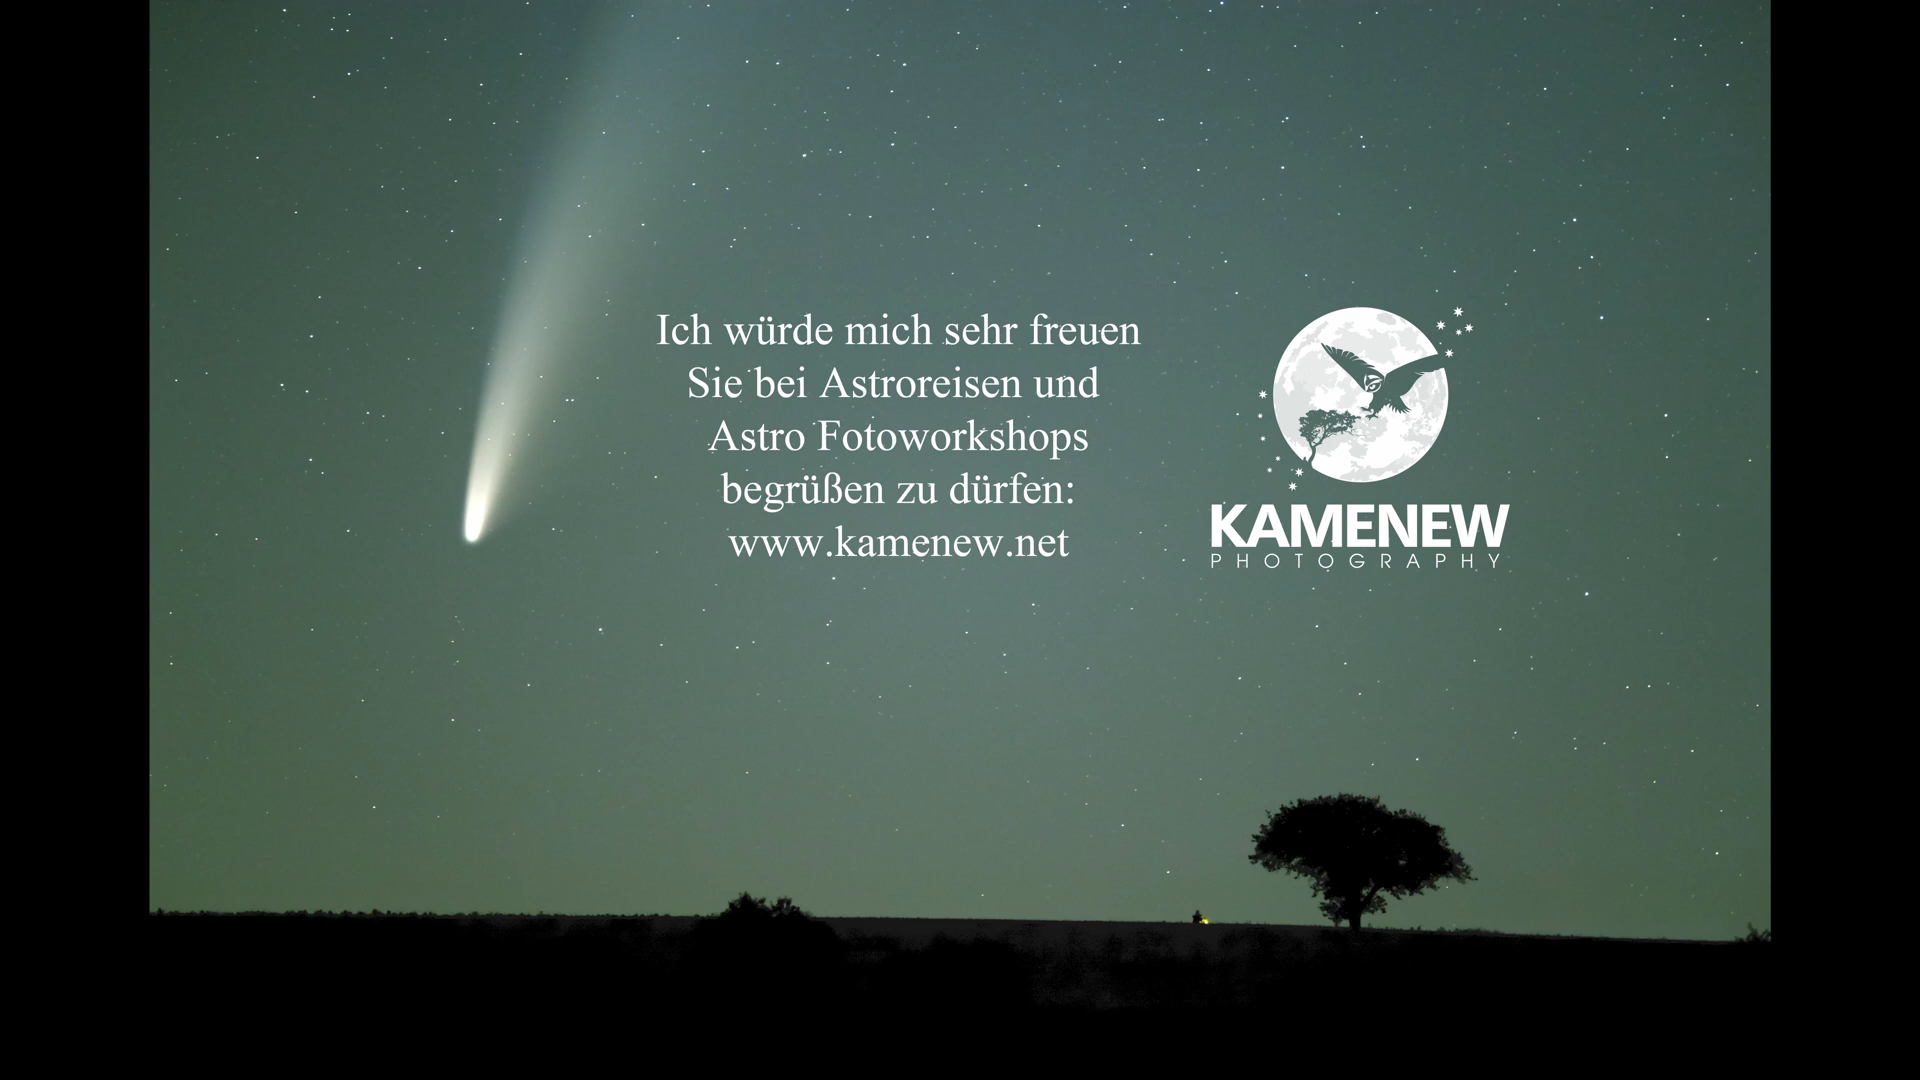 Ich würde mich sehr freuen
Sie bei Astroreisen und
Astro Fotoworkshops
begrüßen zu dürfen:
www.kamenew.net
KAMENEW
PHOTOGRAPHY